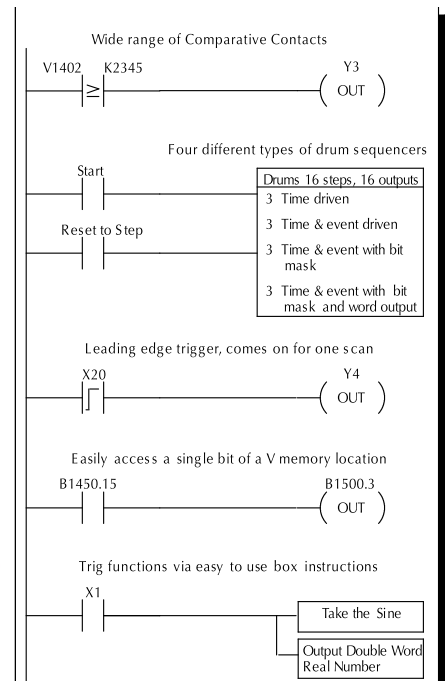 Wide range of Comparative Contacts
V1402 K2345 Y3
≥ OUT
Four different types of drum sequencers
Start
Drums 16 steps, 16 outputs
3 Time driven
3 Time & event driven
Reset to Step
3 Time & event with bit
mask
3 Time & event with bit
mask and word output
Leading edge trigger, comes on for one scan
X20 Y4
OUT
Easily access a single bit of a V memory location
B1450.15 B1500.3
OUT
Trig functions via easy to use box instructions
X1
Take the Sine
Output Double Word
Real Number